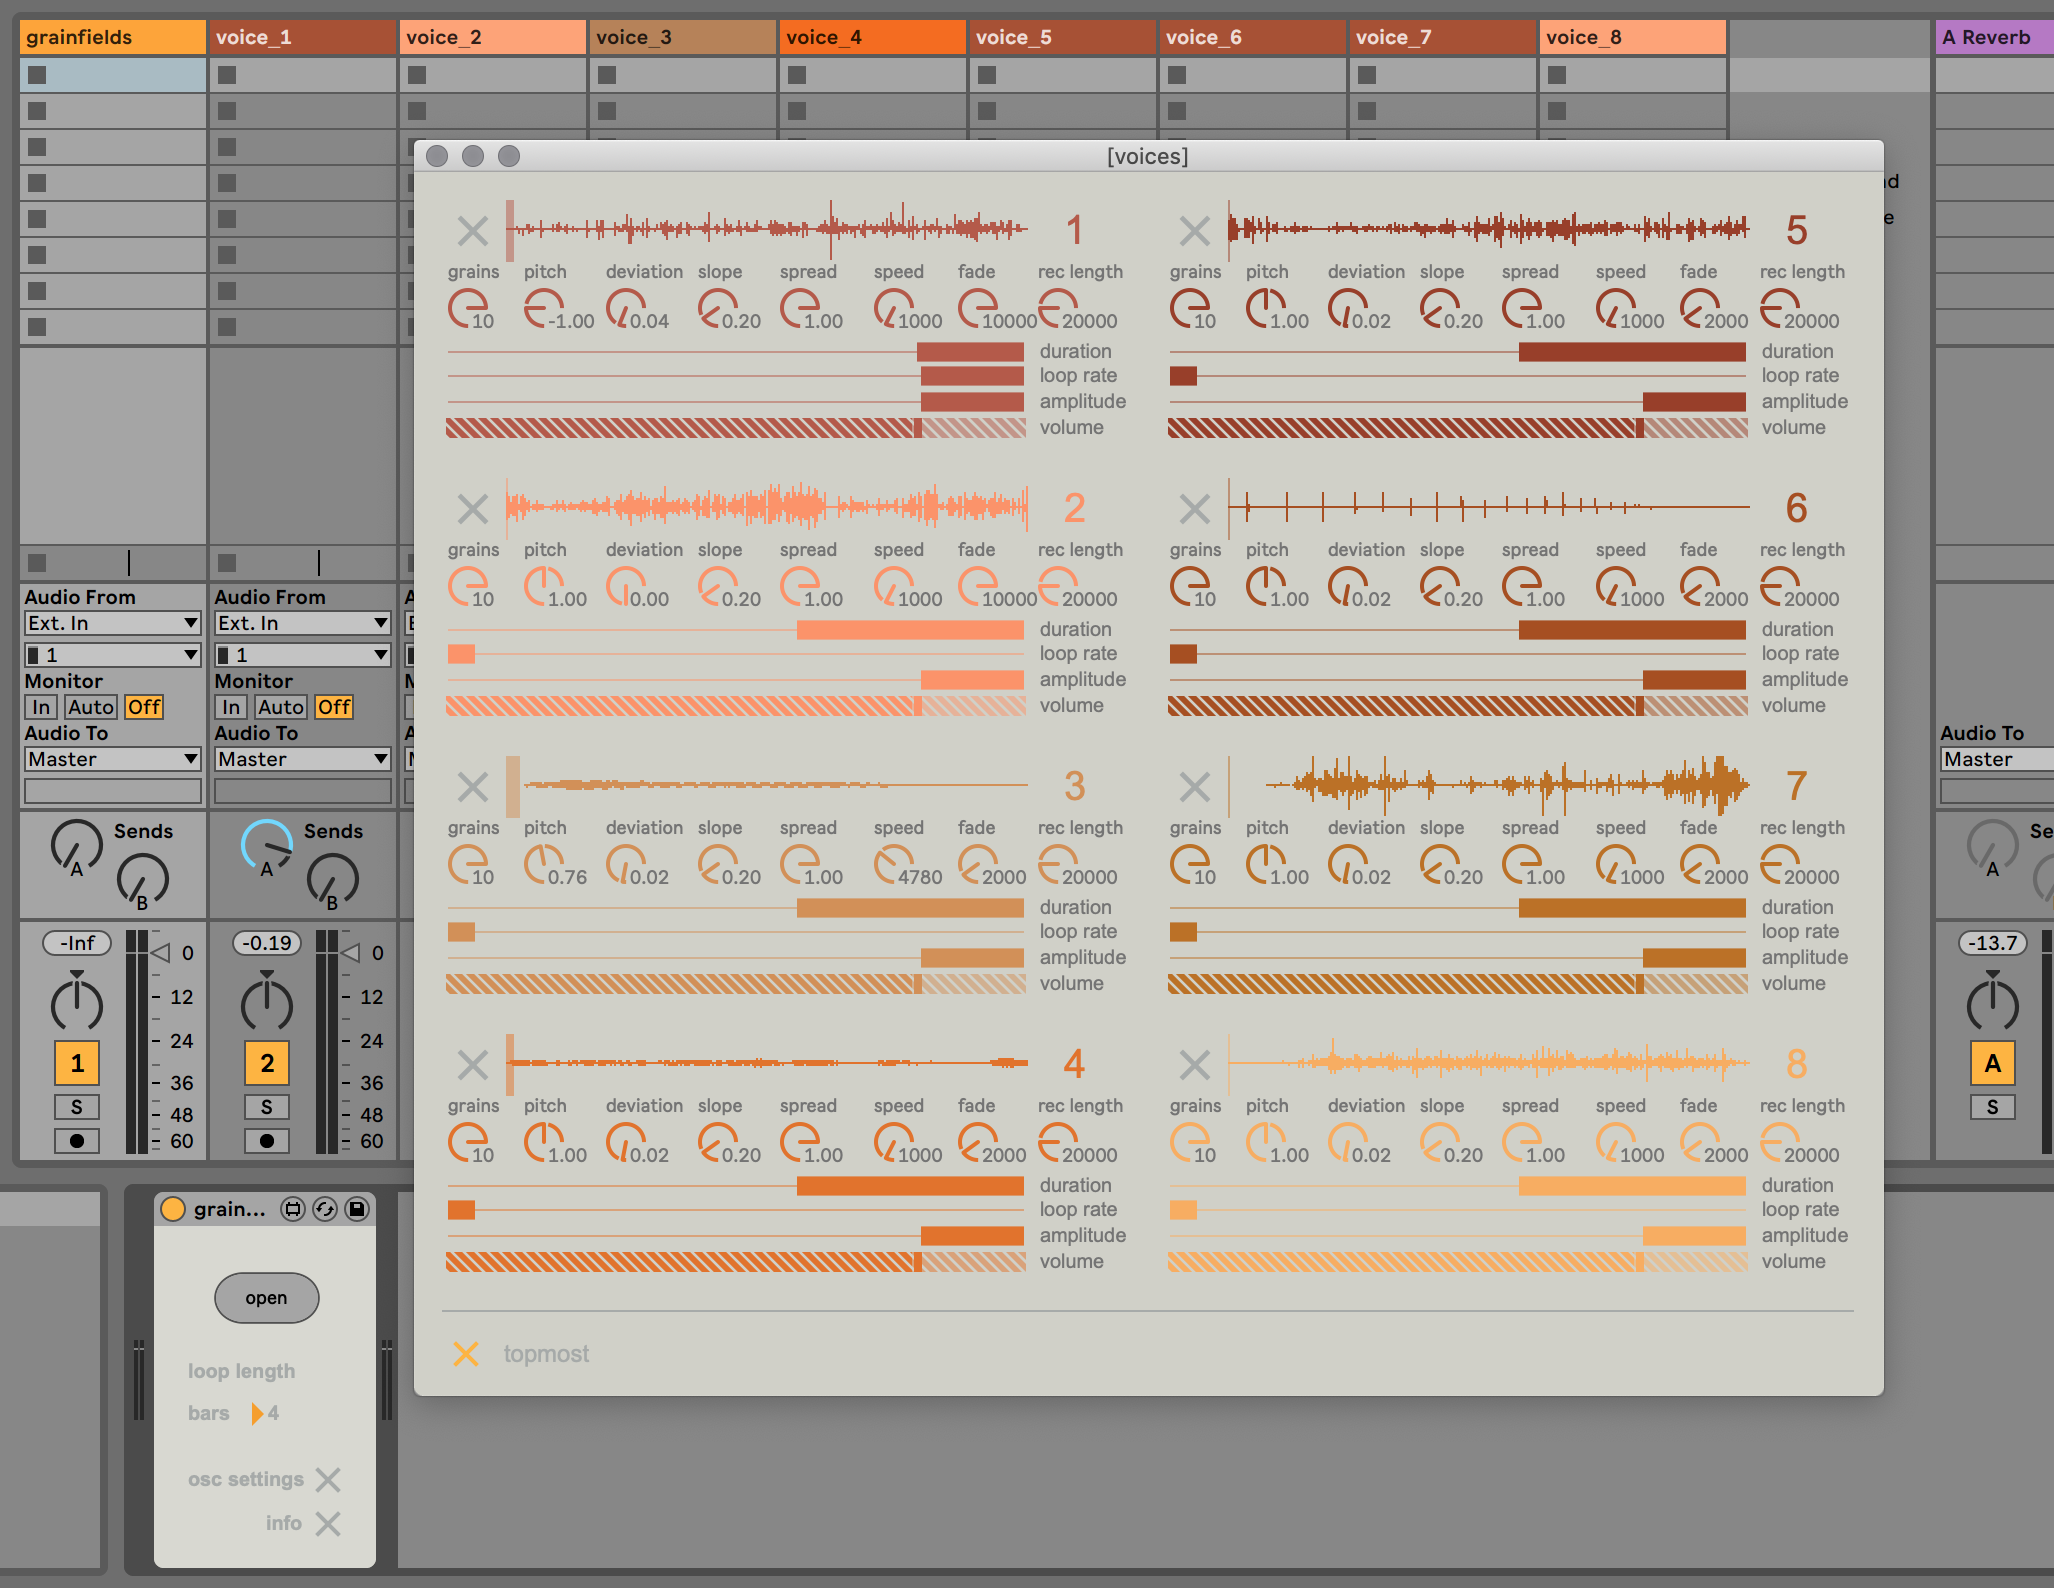 grainfields voice_1 voice_2 voice_3 voice_4 voice_5 voice_6 voice_7 voice_8 A Reverb
[voices]
1
grains pitch deviation slope spread speed fade rec length
10 -1.00 0.04 0.20 1.00 1000 10000 20000
duration
loop rate
amplitude
volume
5
grains pitch deviation slope spread speed fade rec length
10 1.00 0.02 0.20 1.00 1000 2000 20000
duration
loop rate
amplitude
volume
2
grains pitch deviation slope spread speed fade rec length
10 1.00 0.00 0.20 1.00 1000 10000 20000
duration
loop rate
amplitude
volume
6
grains pitch deviation slope spread speed fade rec length
10 1.00 0.02 0.20 1.00 1000 2000 20000
duration
loop rate
amplitude
volume
3
grains pitch deviation slope spread speed fade rec length
10 0.76 0.02 0.20 1.00 4780 2000 20000
duration
loop rate
amplitude
volume
7
grains pitch deviation slope spread speed fade rec length
10 1.00 0.02 0.20 1.00 1000 2000 20000
duration
loop rate
amplitude
volume
4
grains pitch deviation slope spread speed fade rec length
10 1.00 0.02 0.20 1.00 1000 2000 20000
duration
loop rate
amplitude
volume
8
grains pitch deviation slope spread speed fade rec length
10 1.00 0.02 0.20 1.00 1000 2000 20000
duration
loop rate
amplitude
volume
topmost
Audio From
Ext. In
1
Monitor
In Auto Off
Audio To
Master
Sends
A
B
-Inf
0
12
24
36
48
60
1
S
Audio From
Ext. In
1
Monitor
In Auto Off
Audio To
Master
Sends
A
B
-0.19
0
12
24
36
48
60
2
S
Audio To
Master
A
-13.7
A
S
grain...
open
loop length
bars 4
osc settings
info